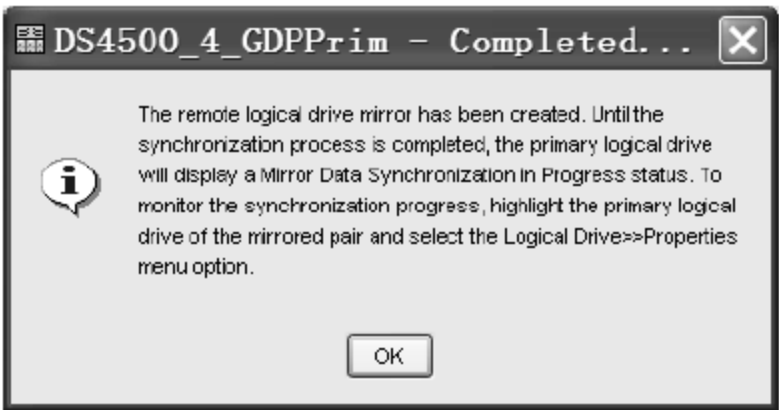 DS4500_4_GDPPrim - Completed...
The remote logical drive mirror has been created. Until the
synchronization process is completed, the primary logical drive
will display a Mirror Data Synchronization in Progress status. To
monitor the synchronization progress, highlight the primary logical
drive of the mirrored pair and select the Logical Drive>>Properties
menu option.
OK